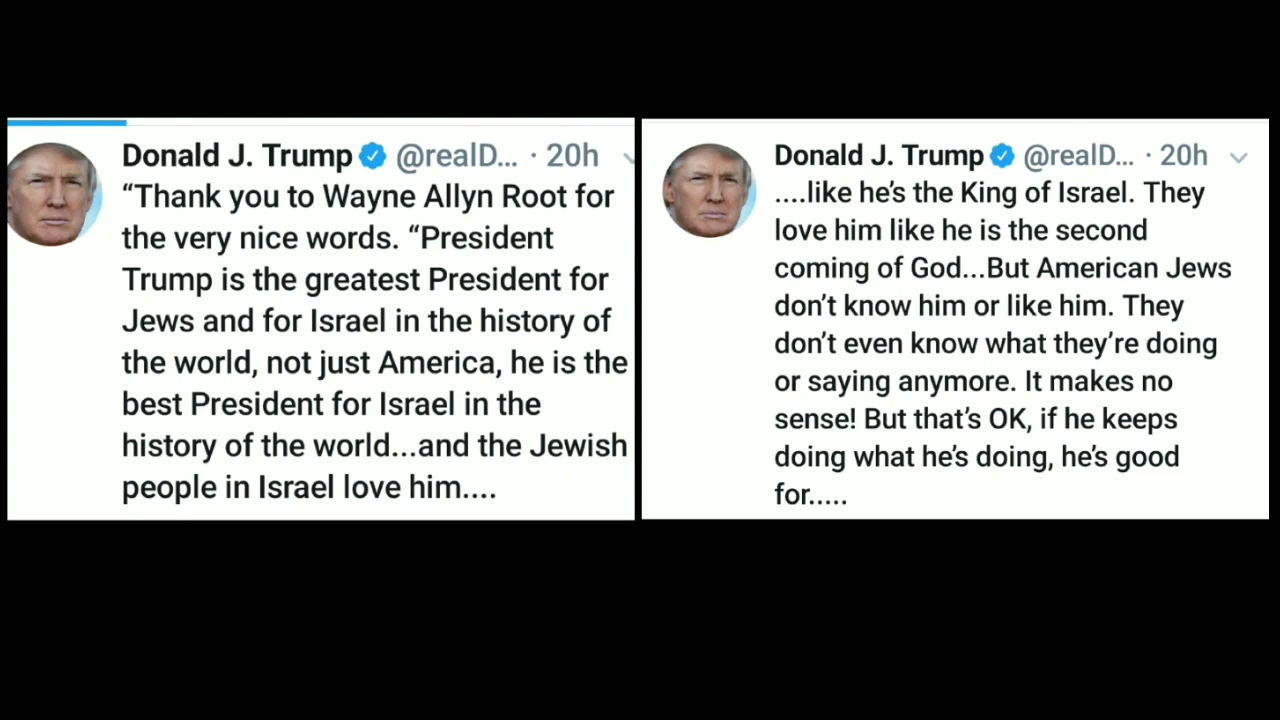 Donald J. Trump @realD... · 20h
“Thank you to Wayne Allyn Root for
the very nice words. “President
Trump is the greatest President for
Jews and for Israel in the history of
the world, not just America, he is the
best President for Israel in the
history of the world...and the Jewish
people in Israel love him....
Donald J. Trump @realD... · 20h
....like he’s the King of Israel. They
love him like he is the second
coming of God...But American Jews
don’t know him or like him. They
don’t even know what they’re doing
or saying anymore. It makes no
sense! But that’s OK, if he keeps
doing what he’s doing, he’s good
for.....